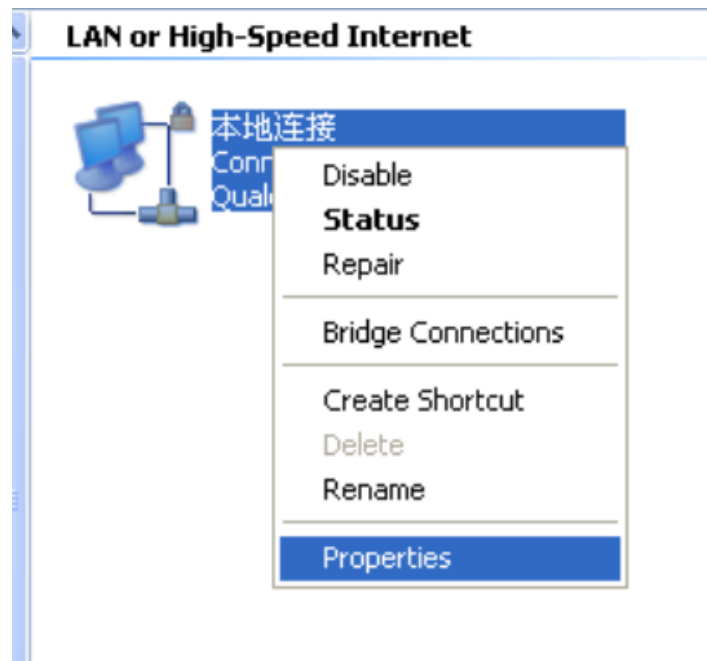 LAN or High-Speed Internet
本地连接
Disable
Status
Repair
Bridge Connections
Create Shortcut
Delete
Rename
Properties